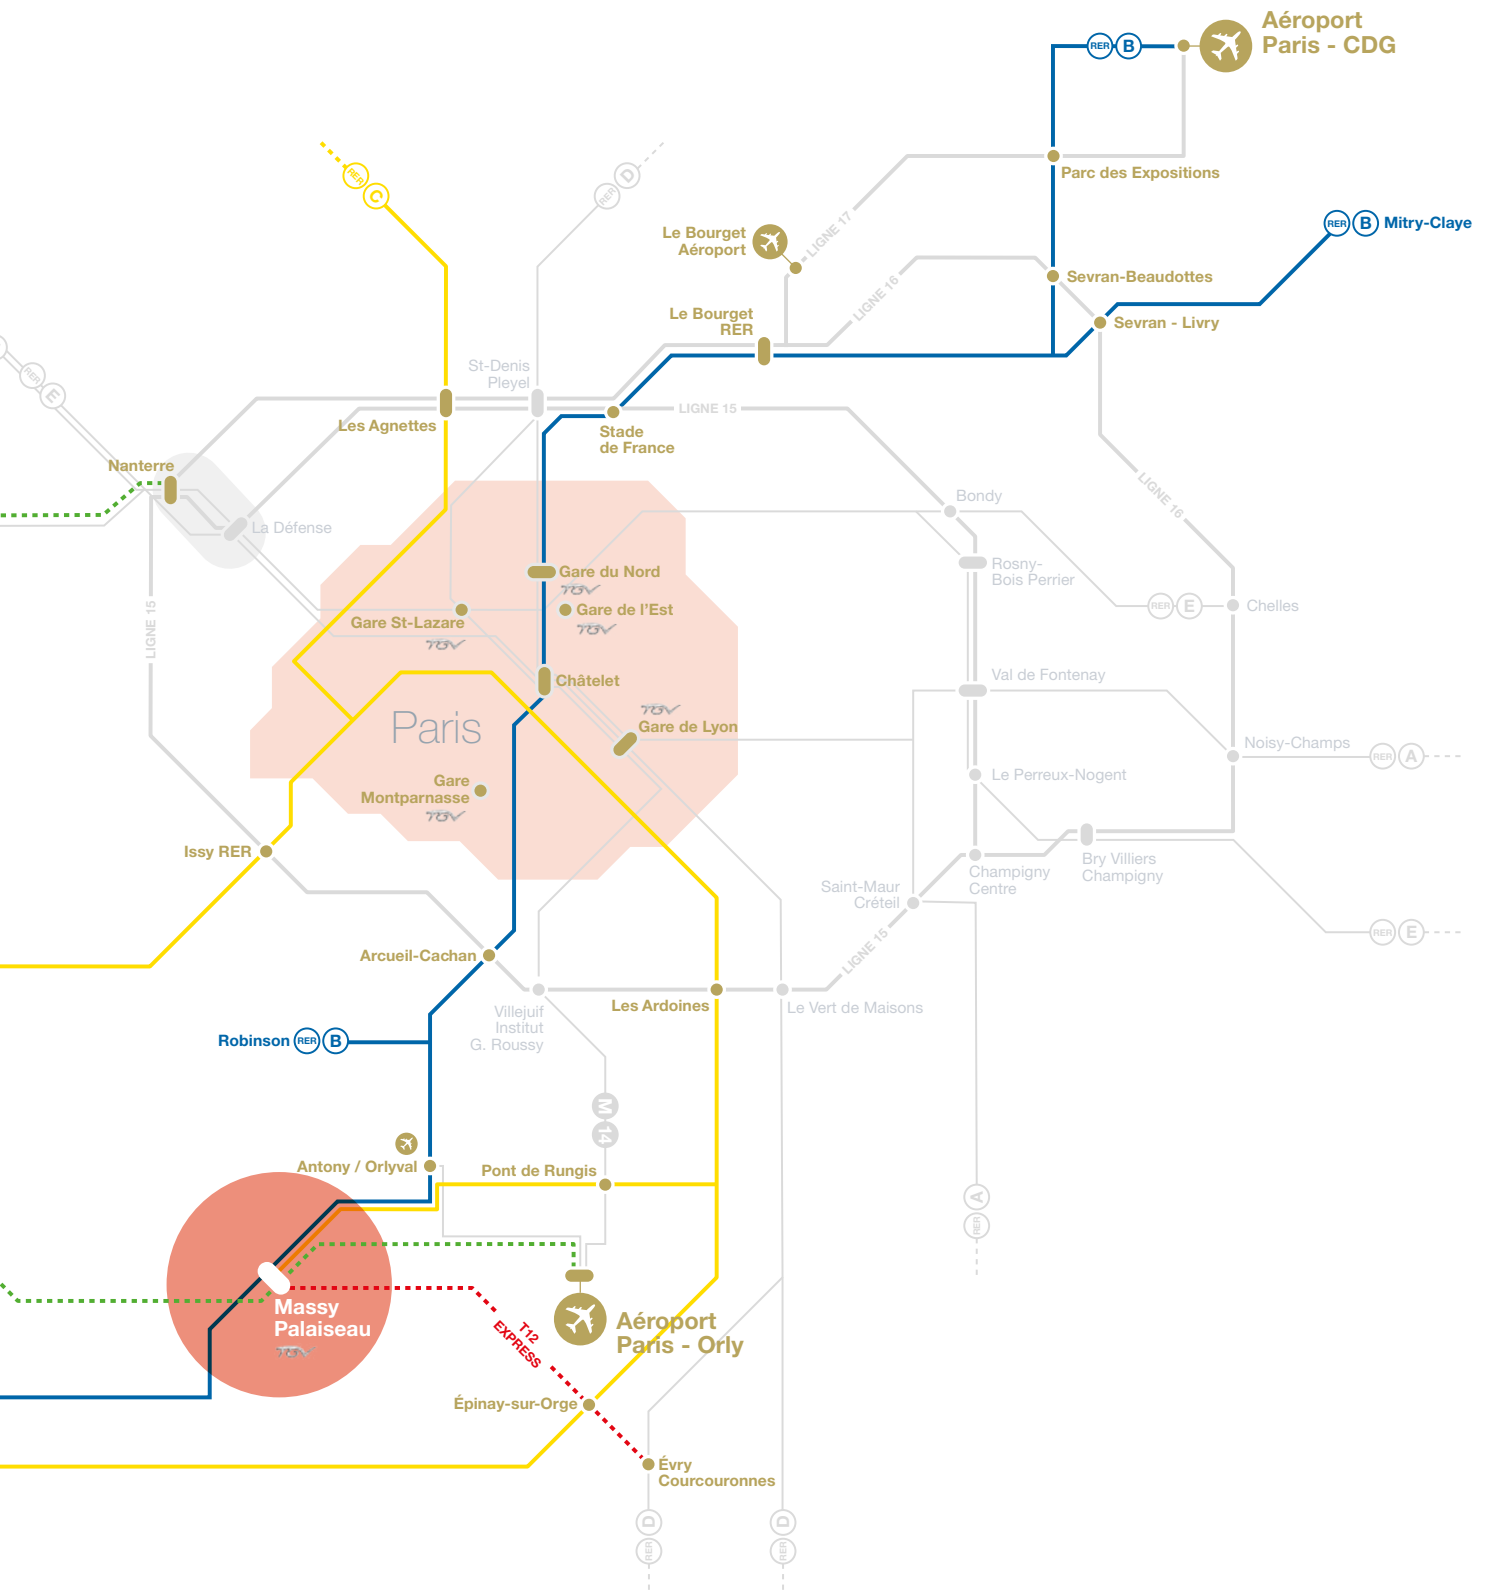 Aéroport
Paris - CDG
RER B
Parc des Expositions
RER C
RER D
LIGNE 17
Le Bourget
Aéroport
RER B Mitry-Claye
Sevran-Beaudottes
LIGNE 16
Le Bourget
RER
Sevran - Livry
St-Denis
Pleyel
RER E
LIGNE 15
Les Agnettes
Stade
de France
Nanterre
La Défense
Bondy
LIGNE 16
Rosny-
Bois Perrier
Gare du Nord
TGV
Gare de l'Est
TGV
RER E
Chelles
Gare St-Lazare
TGV
LIGNE 15
Châtelet
Val de Fontenay
TGV
Gare de Lyon
Paris
Noisy-Champs
RER A
Le Perreux-Nogent
Gare
Montparnasse
TGV
Issy RER
Bry Villiers
Champigny
Champigny
Centre
Saint-Maur
Créteil
RER E
LIGNE 15
Arcueil-Cachan
Les Ardoines
Le Vert de Maisons
Villejuif
Institut
G. Roussy
Robinson RER B
M 14
Antony / Orlyval
Pont de Rungis
RER A
Massy
Palaiseau
TGV
T12
EXPRESS
Aéroport
Paris - Orly
Épinay-sur-Orge
Évry
Courcouronnes
RER D
RER D